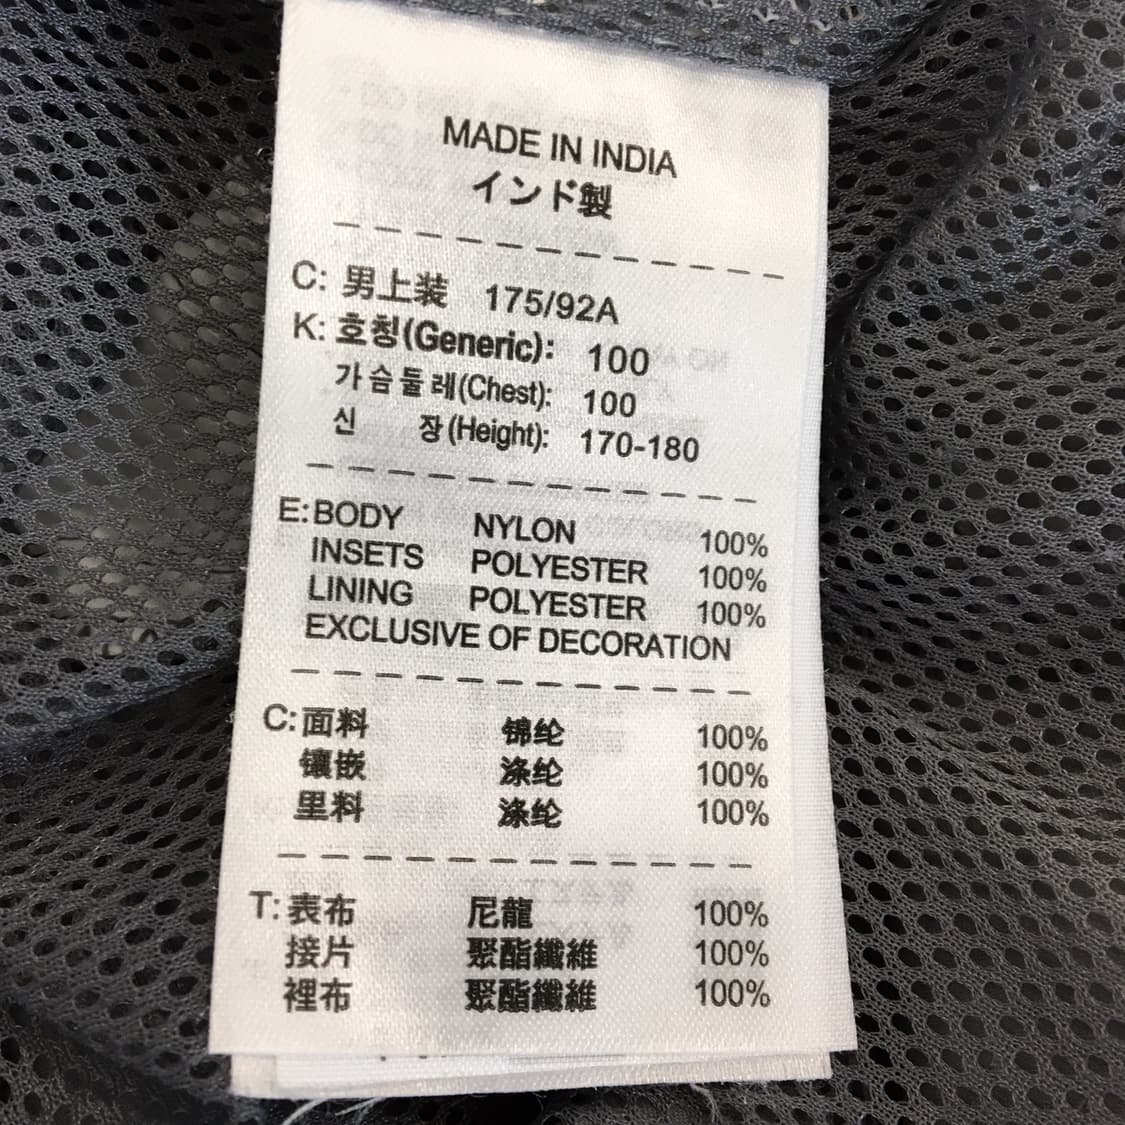 MADE IN INDIA
インド製
C: 男上装 175/92A
K: 호칭(Generic): 100
가슴둘레(Chest): 100
신 장(Height): 170-180
E: BODY NYLON 100%
INSETS POLYESTER 100%
LINING POLYESTER 100%
EXCLUSIVE OF DECORATION
C: 面料 锦纶 100%
镶嵌 涤纶 100%
里料 涤纶 100%
T: 表布 尼龍 100%
接片 聚酯纖維 100%
裡布 聚酯纖維 100%